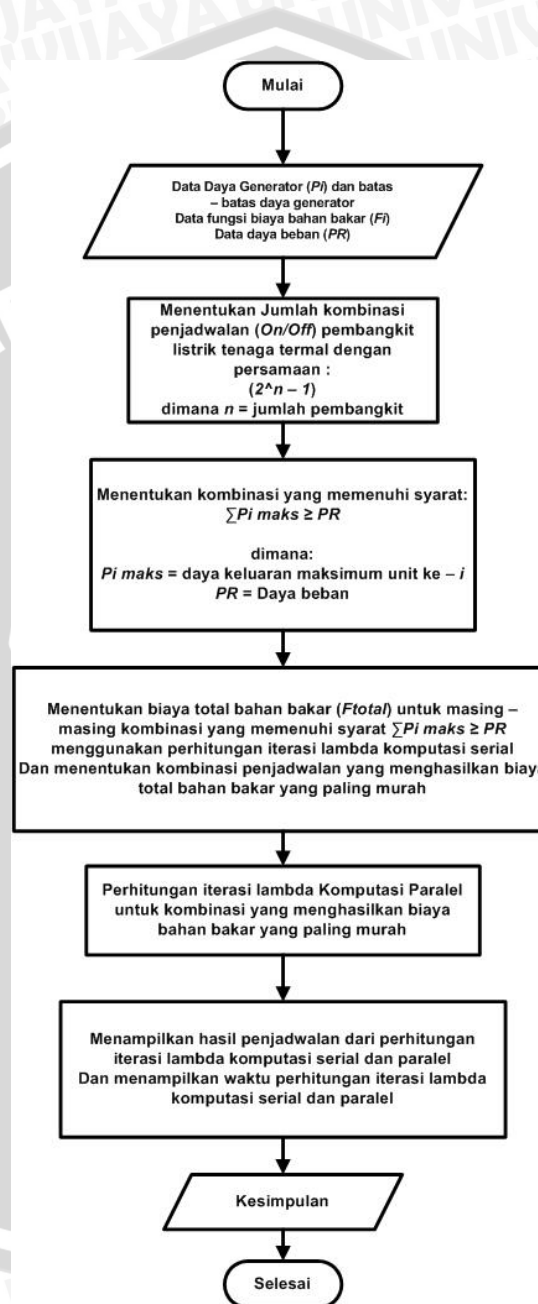 Mulai
Data Daya Generator (Pi) dan batas
– batas daya generator
Data fungsi biaya bahan bakar (Fi)
Data daya beban (PR)
Menentukan Jumlah kombinasi
penjadwalan (On/Off) pembangkit
listrik tenaga termal dengan
persamaan :
(2^n – 1)
dimana n = jumlah pembangkit
Menentukan kombinasi yang memenuhi syarat:
∑Pi maks ≥ PR
dimana:
Pi maks = daya keluaran maksimum unit ke – i
PR = Daya beban
Menentukan biaya total bahan bakar (Ftotal) untuk masing –
masing kombinasi yang memenuhi syarat ∑Pi maks ≥ PR
menggunakan perhitungan iterasi lambda komputasi serial
Dan menentukan kombinasi penjadwalan yang menghasilkan biaya
total bahan bakar yang paling murah
Perhitungan iterasi lambda Komputasi Paralel
untuk kombinasi yang menghasilkan biaya
bahan bakar yang paling murah
Menampilkan hasil penjadwalan dari perhitungan
iterasi lambda komputasi serial dan paralel
Dan menampilkan waktu perhitungan iterasi lambda
komputasi serial dan paralel
Kesimpulan
Selesai